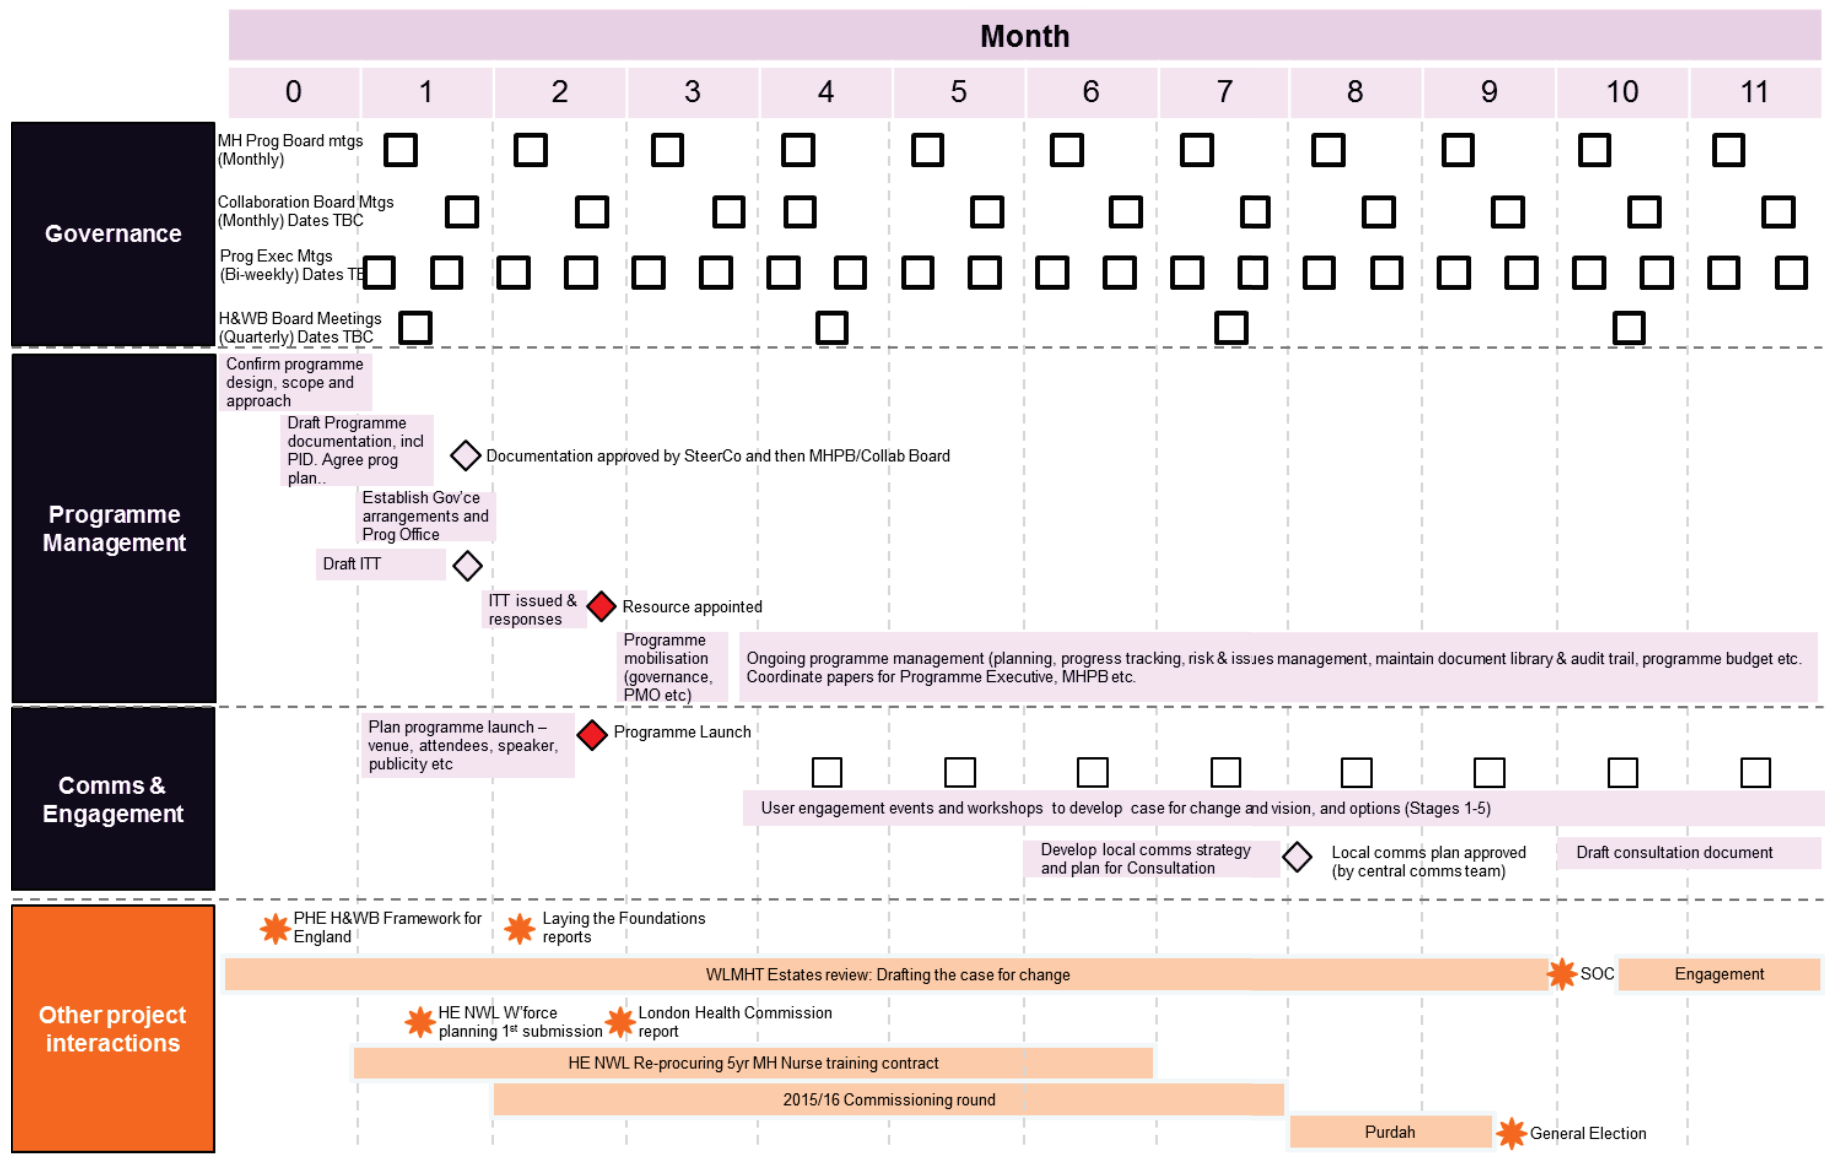 Month
0 1 2 3 4 5 6 7 8 9 10 11
Governance
MH Prog Board mtgs
(Monthly)
Collaboration Board Mtgs
(Monthly) Dates TBC
Prog Exec Mtgs
(Bi-weekly) Dates TB
H&WB Board Meetings
(Quarterly) Dates TBC
Programme
Management
Confirm programme
design, scope and
approach
Draft Programme
documentation, incl
PID. Agree prog
plan..
Documentation approved by SteerCo and then MHPB/Collab Board
Establish Gov'ce
arrangements and
Prog Office
Draft ITT
ITT issued &
responses
Resource appointed
Programme
mobilisation
(governance,
PMO etc)
Ongoing programme management (planning, progress tracking, risk & issues management, maintain document library & audit trail, programme budget etc.
Coordinate papers for Programme Executive, MHPB etc.
Comms &
Engagement
Plan programme launch –
venue, attendees, speaker,
publicity etc
Programme Launch
User engagement events and workshops to develop case for change and vision, and options (Stages 1-5)
Develop local comms strategy
and plan for Consultation
Local comms plan approved
(by central comms team)
Draft consultation document
Other project
interactions
PHE H&WB Framework for
England
Laying the Foundations
reports
WLMHT Estates review: Drafting the case for change
SOC
Engagement
HE NWL W'force
planning 1st submission
London Health Commission
report
HE NWL Re-procuring 5yr MH Nurse training contract
2015/16 Commissioning round
Purdah
General Election